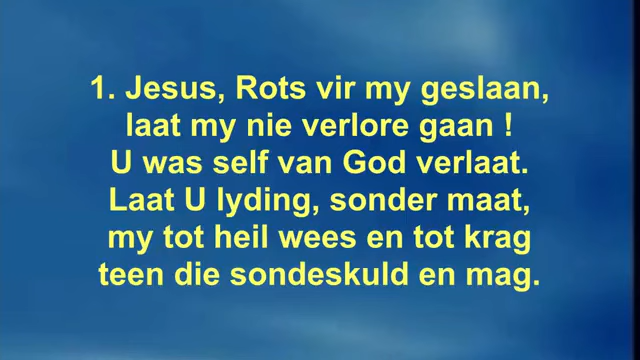 1. Jesus, Rots vir my geslaan,
laat my nie verlore gaan !
U was self van God verlaat.
Laat U lyding, sonder maat,
my tot heil wees en tot krag
teen die sondeskuld en mag.